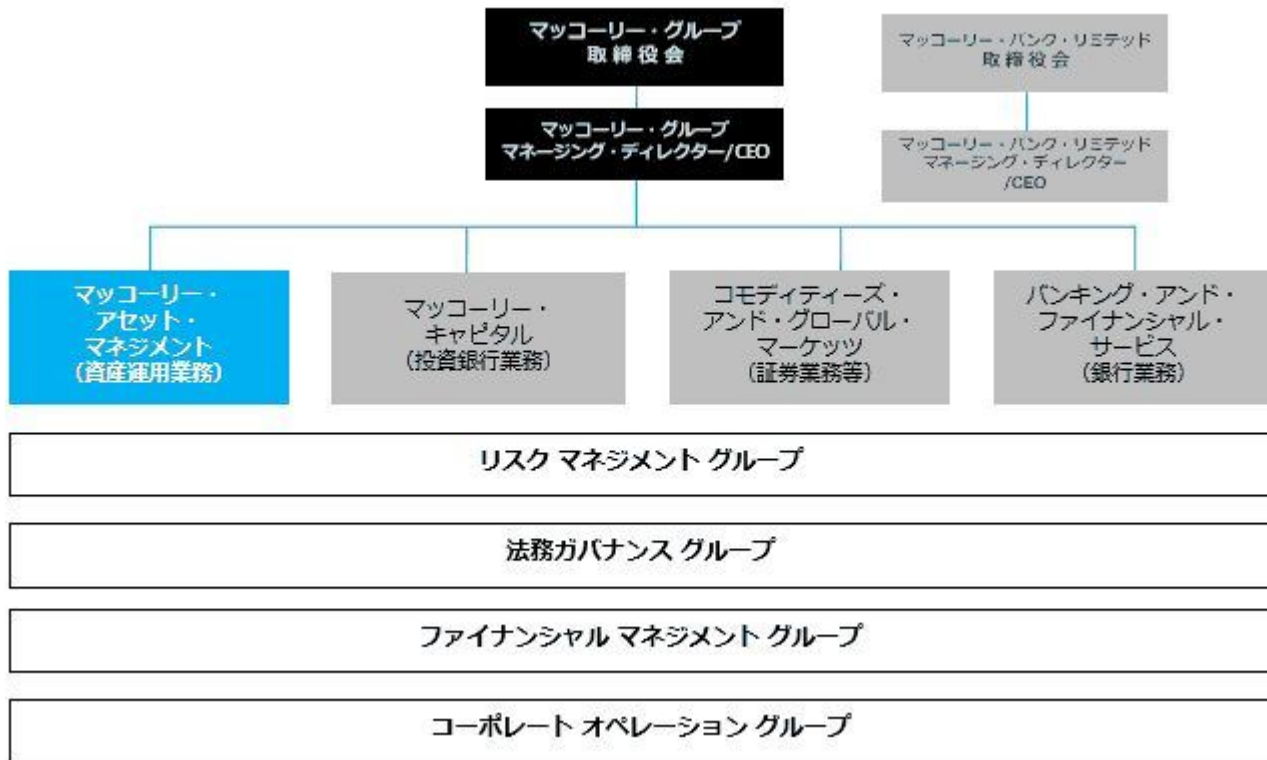 マッコーリー・グループ
取締役会
マッコーリー・バンク・リミテッド
取締役会
マッコーリー・グループ
マネージング・ディレクター/CEO
マッコーリー・バンク・リミテッド
マネージング・ディレクター
/CEO
マッコーリー・
アセット・
マネジメント
(資産運用業務)
マッコーリー・
キャピタル
(投資銀行業務)
コモディティーズ・
アンド・グローバル・
マーケッツ
(証券業務等)
バンキング・アンド・
ファイナンシャル・
サービス
(銀行業務)
リスク マネジメント グループ
法務ガバナンス グループ
ファイナンシャル マネジメント グループ
コーポレート オペレーション グループ